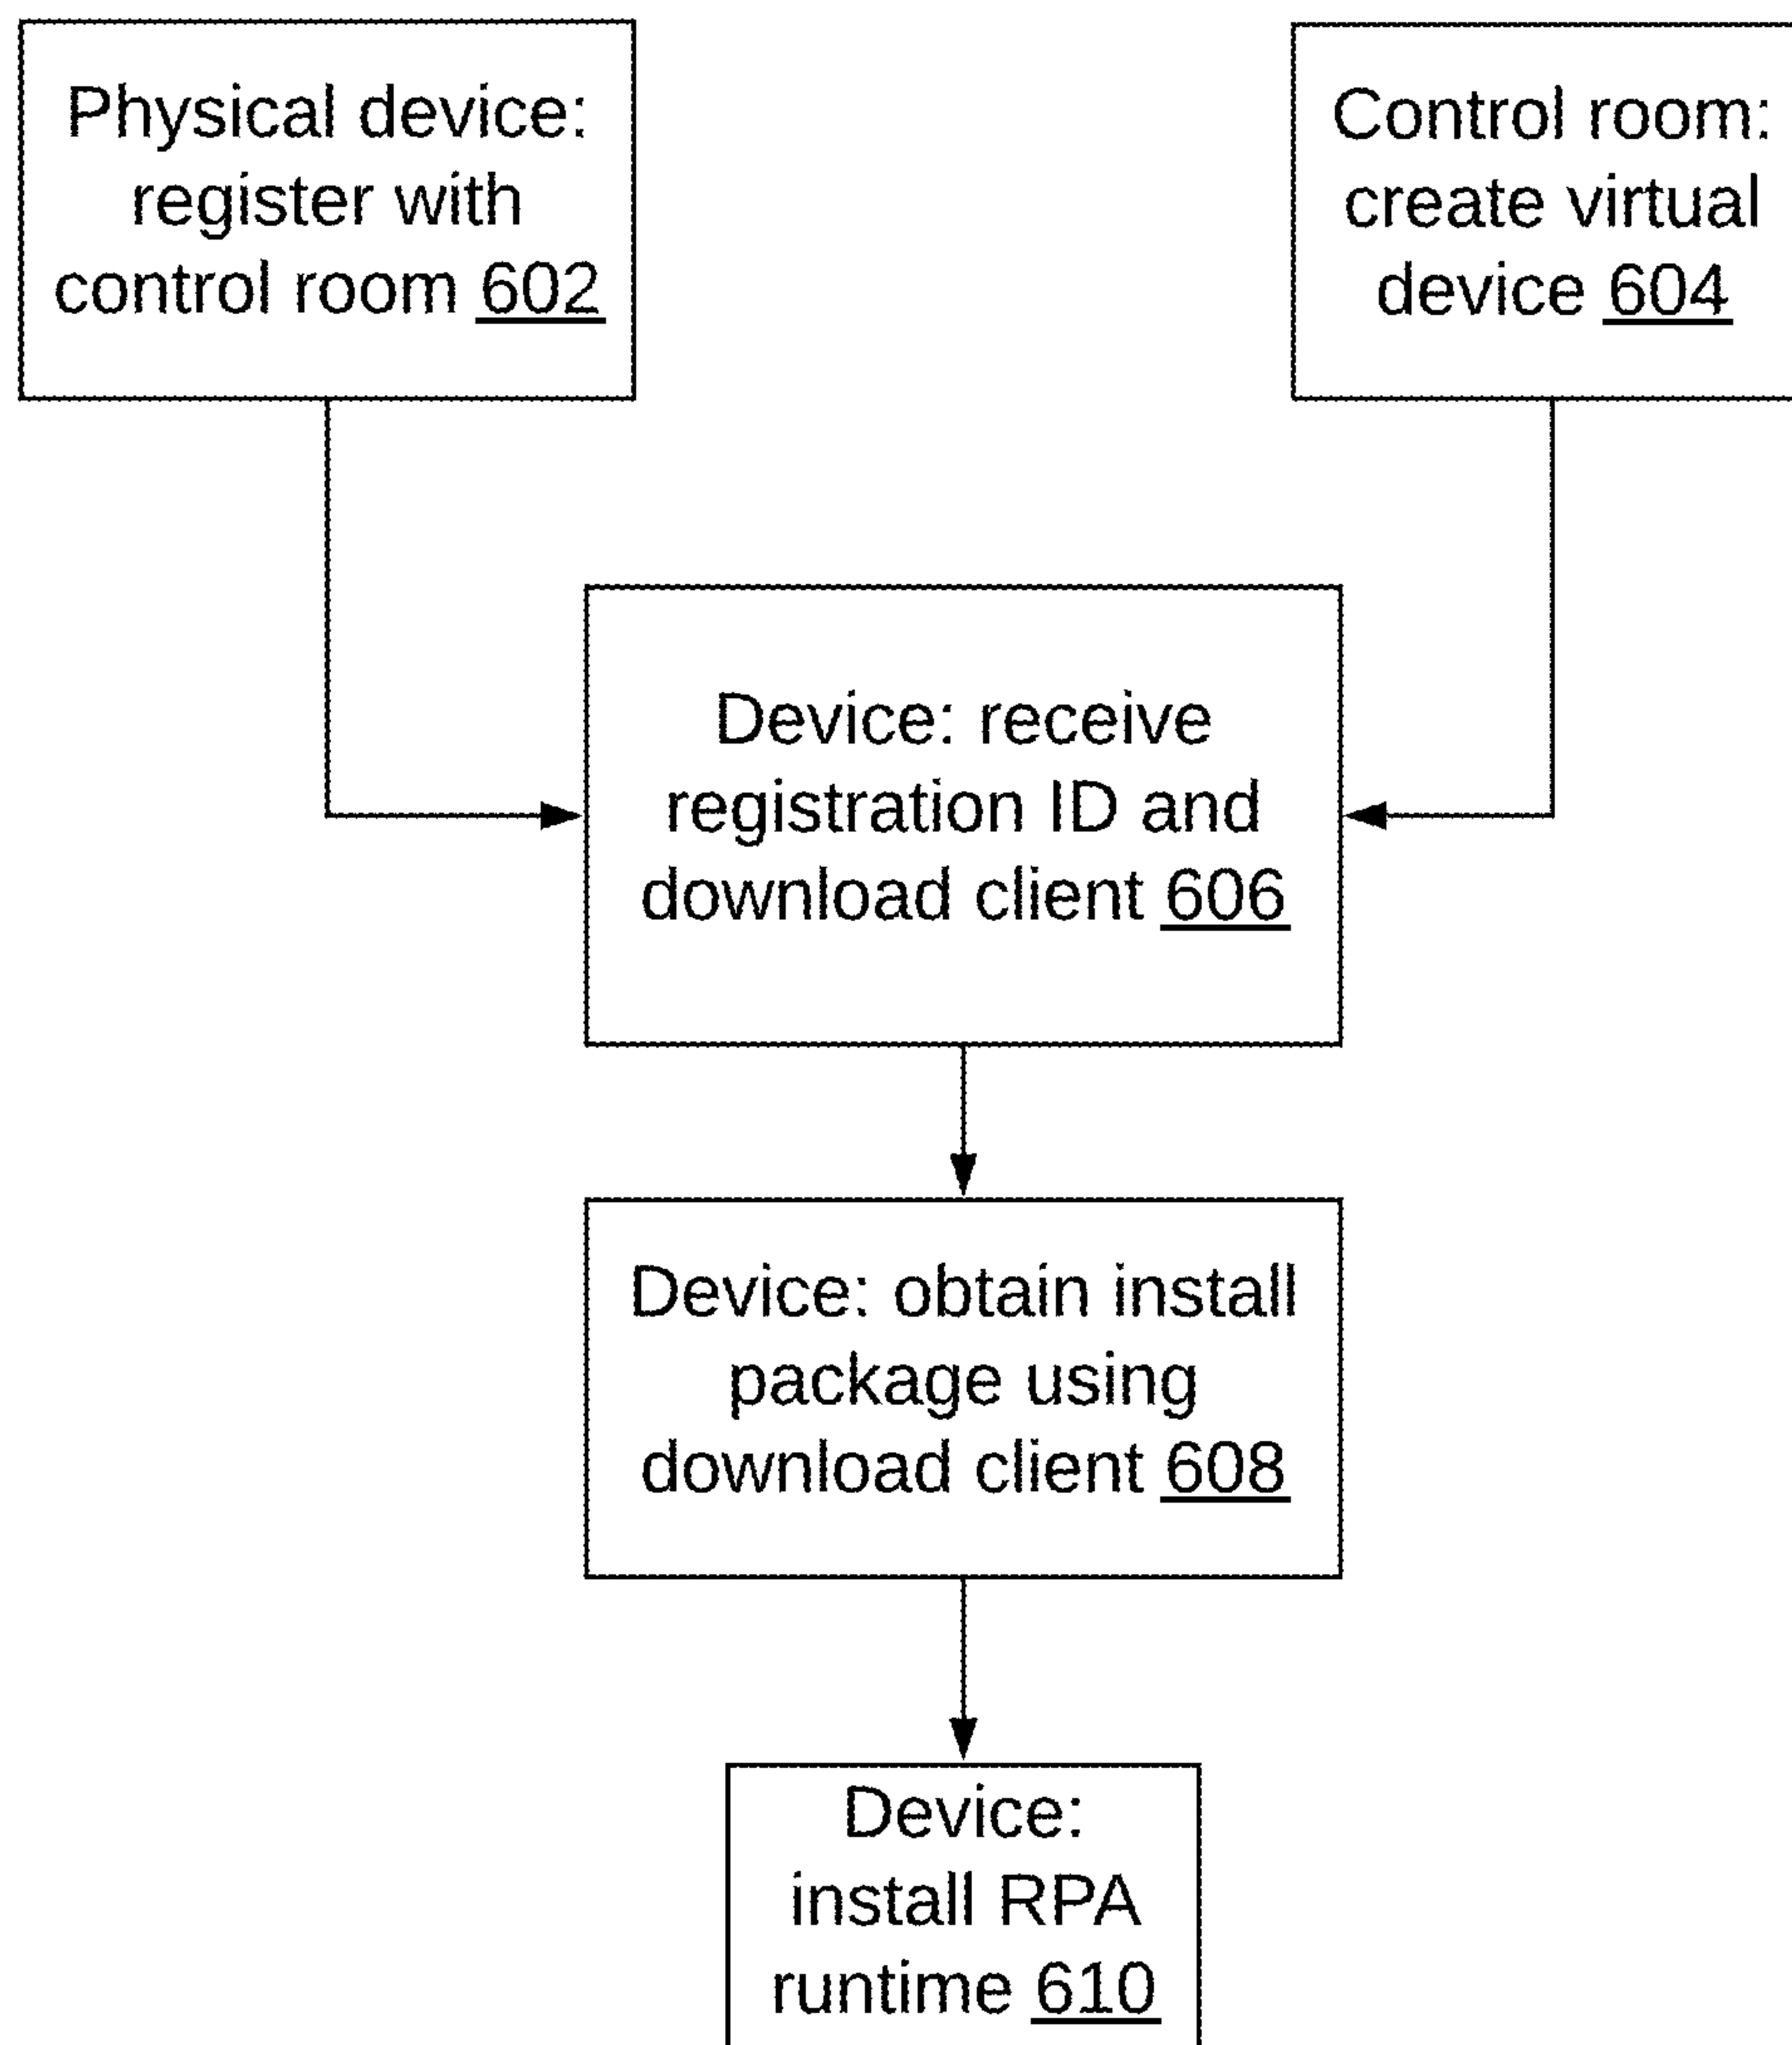 Physical device:
register with
control room 602
Control room:
create virtual
device 604
Device: receive
registration ID and
download client 606
Device: obtain install
package using
download client 608
Device:
install RPA
runtime 610